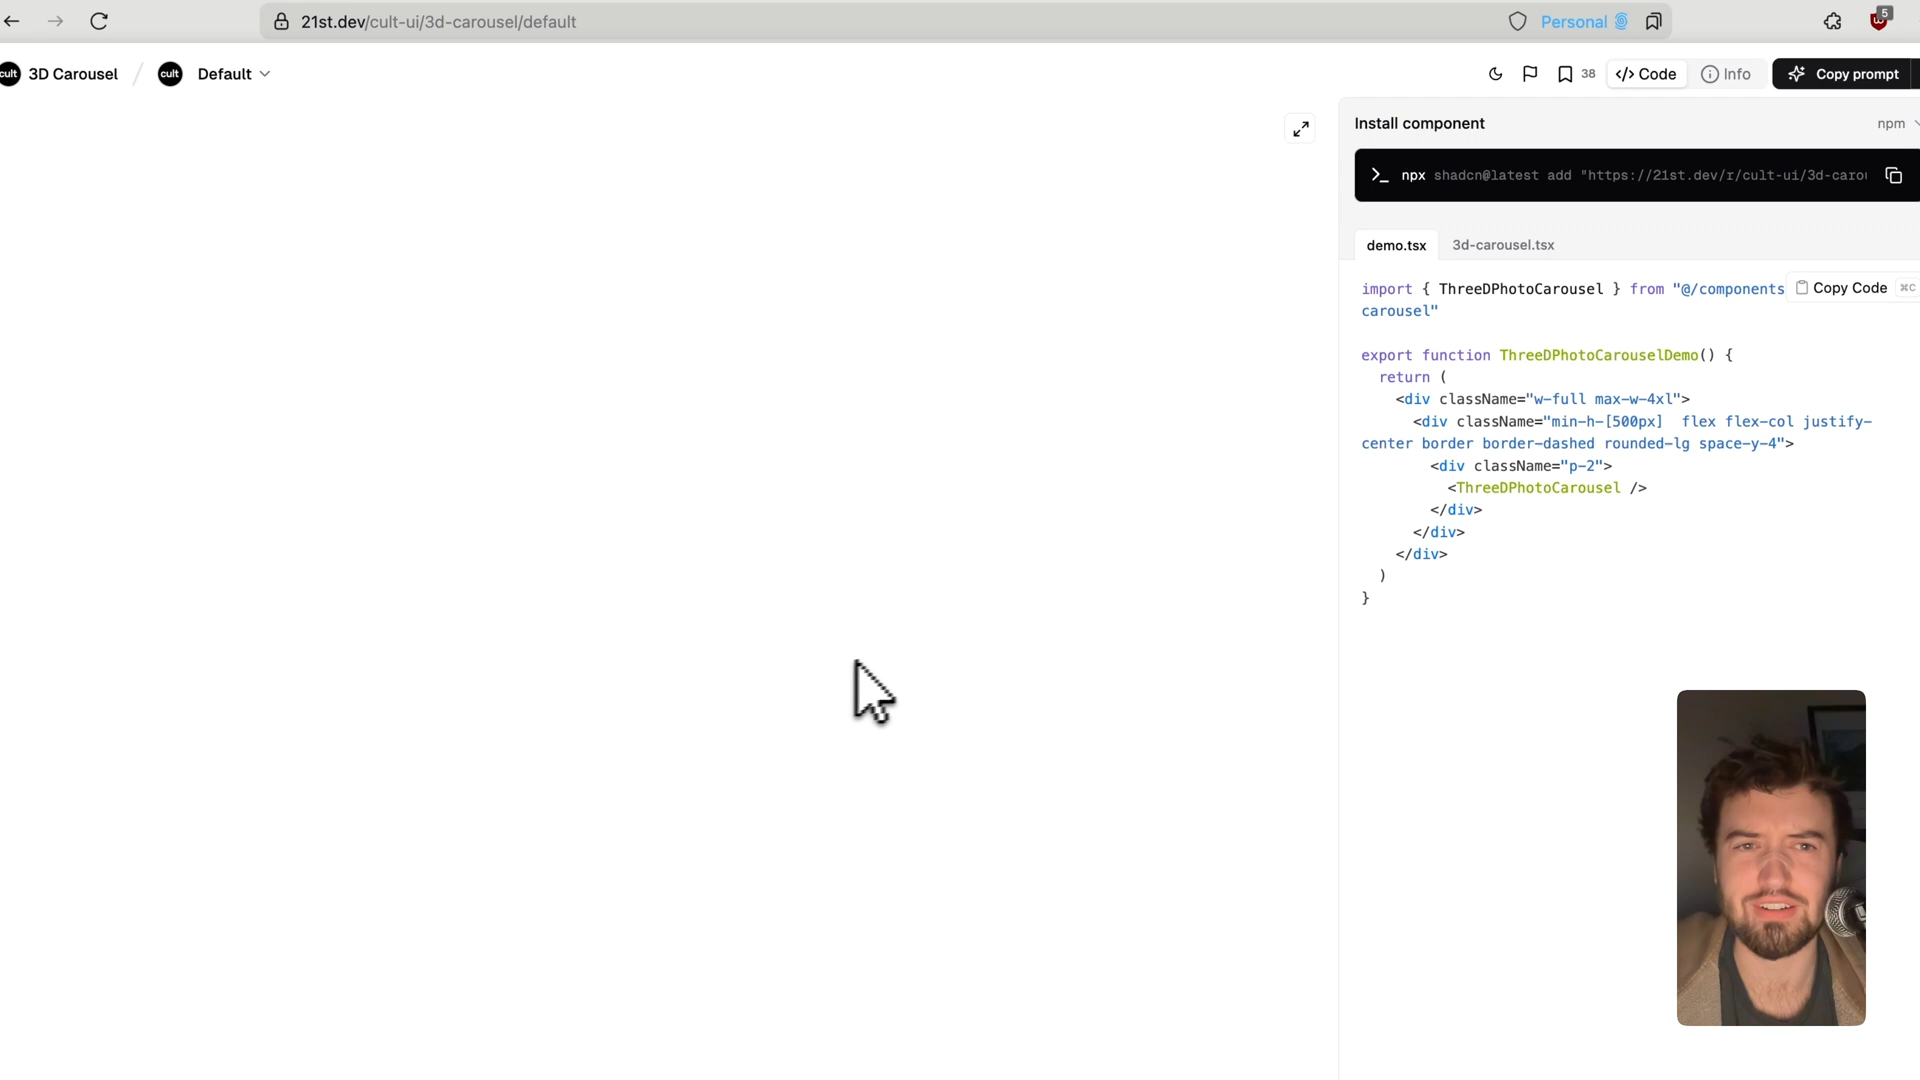 21st.dev/cult-ui/3d-carousel/default
Personal
5
cult 3D Carousel / cult Default
38 </> Code Info Copy prompt
Install component
npm
npx shadcn@latest add "https://21st.dev/r/cult-ui/3d-carou
demo.tsx 3d-carousel.tsx
import { ThreeDPhotoCarousel } from "@/components
Copy Code ⌘C
carousel"
export function ThreeDPhotoCarouselDemo() {
return (
<div className="w-full max-w-4xl">
<div className="min-h-[500px]  flex flex-col justify-
center border border-dashed rounded-lg space-y-4">
<div className="p-2">
<ThreeDPhotoCarousel />
</div>
</div>
</div>
)
}